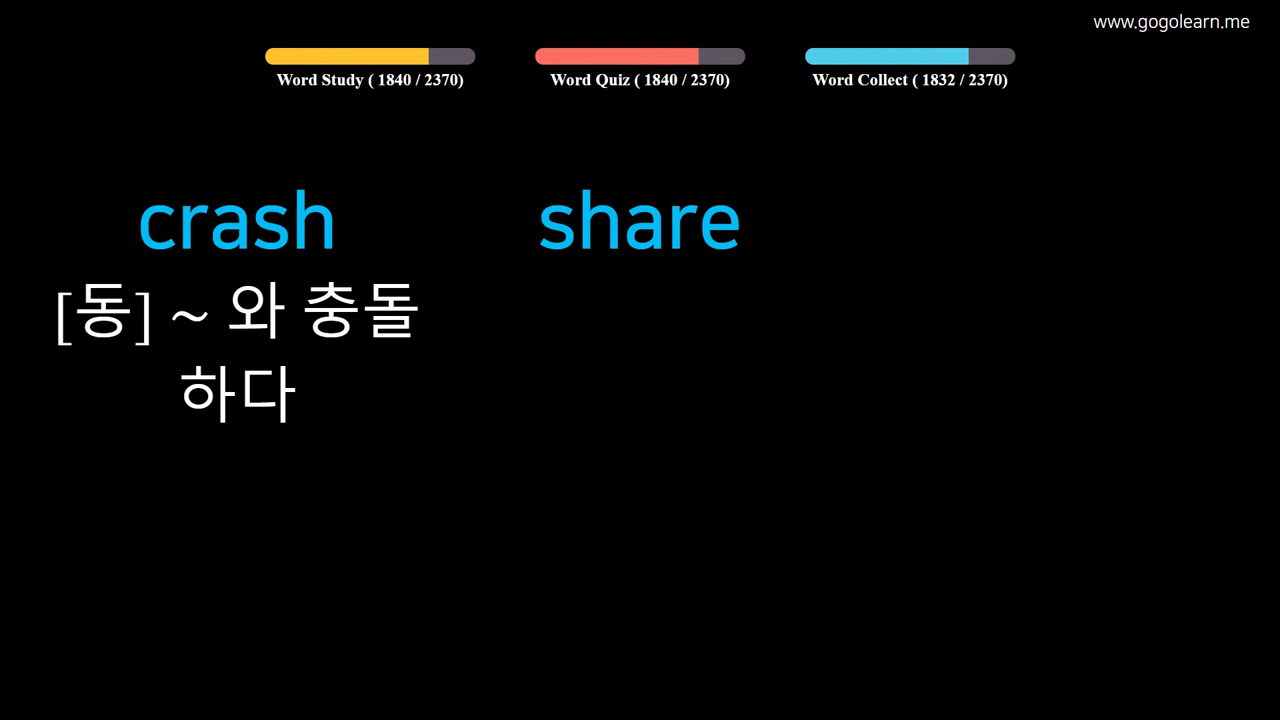 www.gogolearn.me
Word Study ( 1840 / 2370)
Word Quiz ( 1840 / 2370)
Word Collect ( 1832 / 2370)
crash
[동] ~ 와 충돌
하다
share